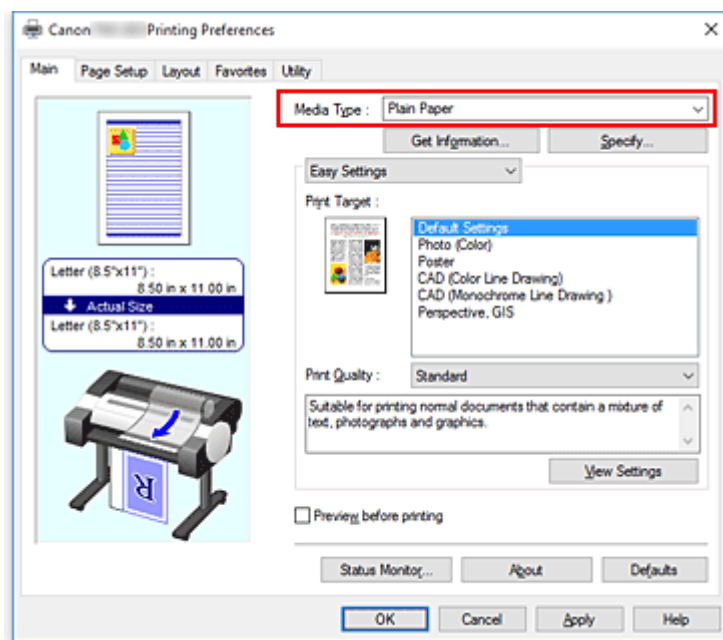 Canon Printing Preferences
Main Page Setup Layout Favorites Utility
Media Type : Plain Paper
Get Information... Specify...
Easy Settings
Print Target :
Default Settings
Photo (Color)
Poster
CAD (Color Line Drawing)
CAD (Monochrome Line Drawing )
Perspective, GIS
Letter (8.5"x11") :
8.50 in x 11.00 in
Actual Size
Letter (8.5"x11") :
8.50 in x 11.00 in
Print Quality : Standard
Suitable for printing normal documents that contain a mixture of
text, photographs and graphics.
View Settings
R
Preview before printing
Status Monitor... About Defaults
OK Cancel Apply Help